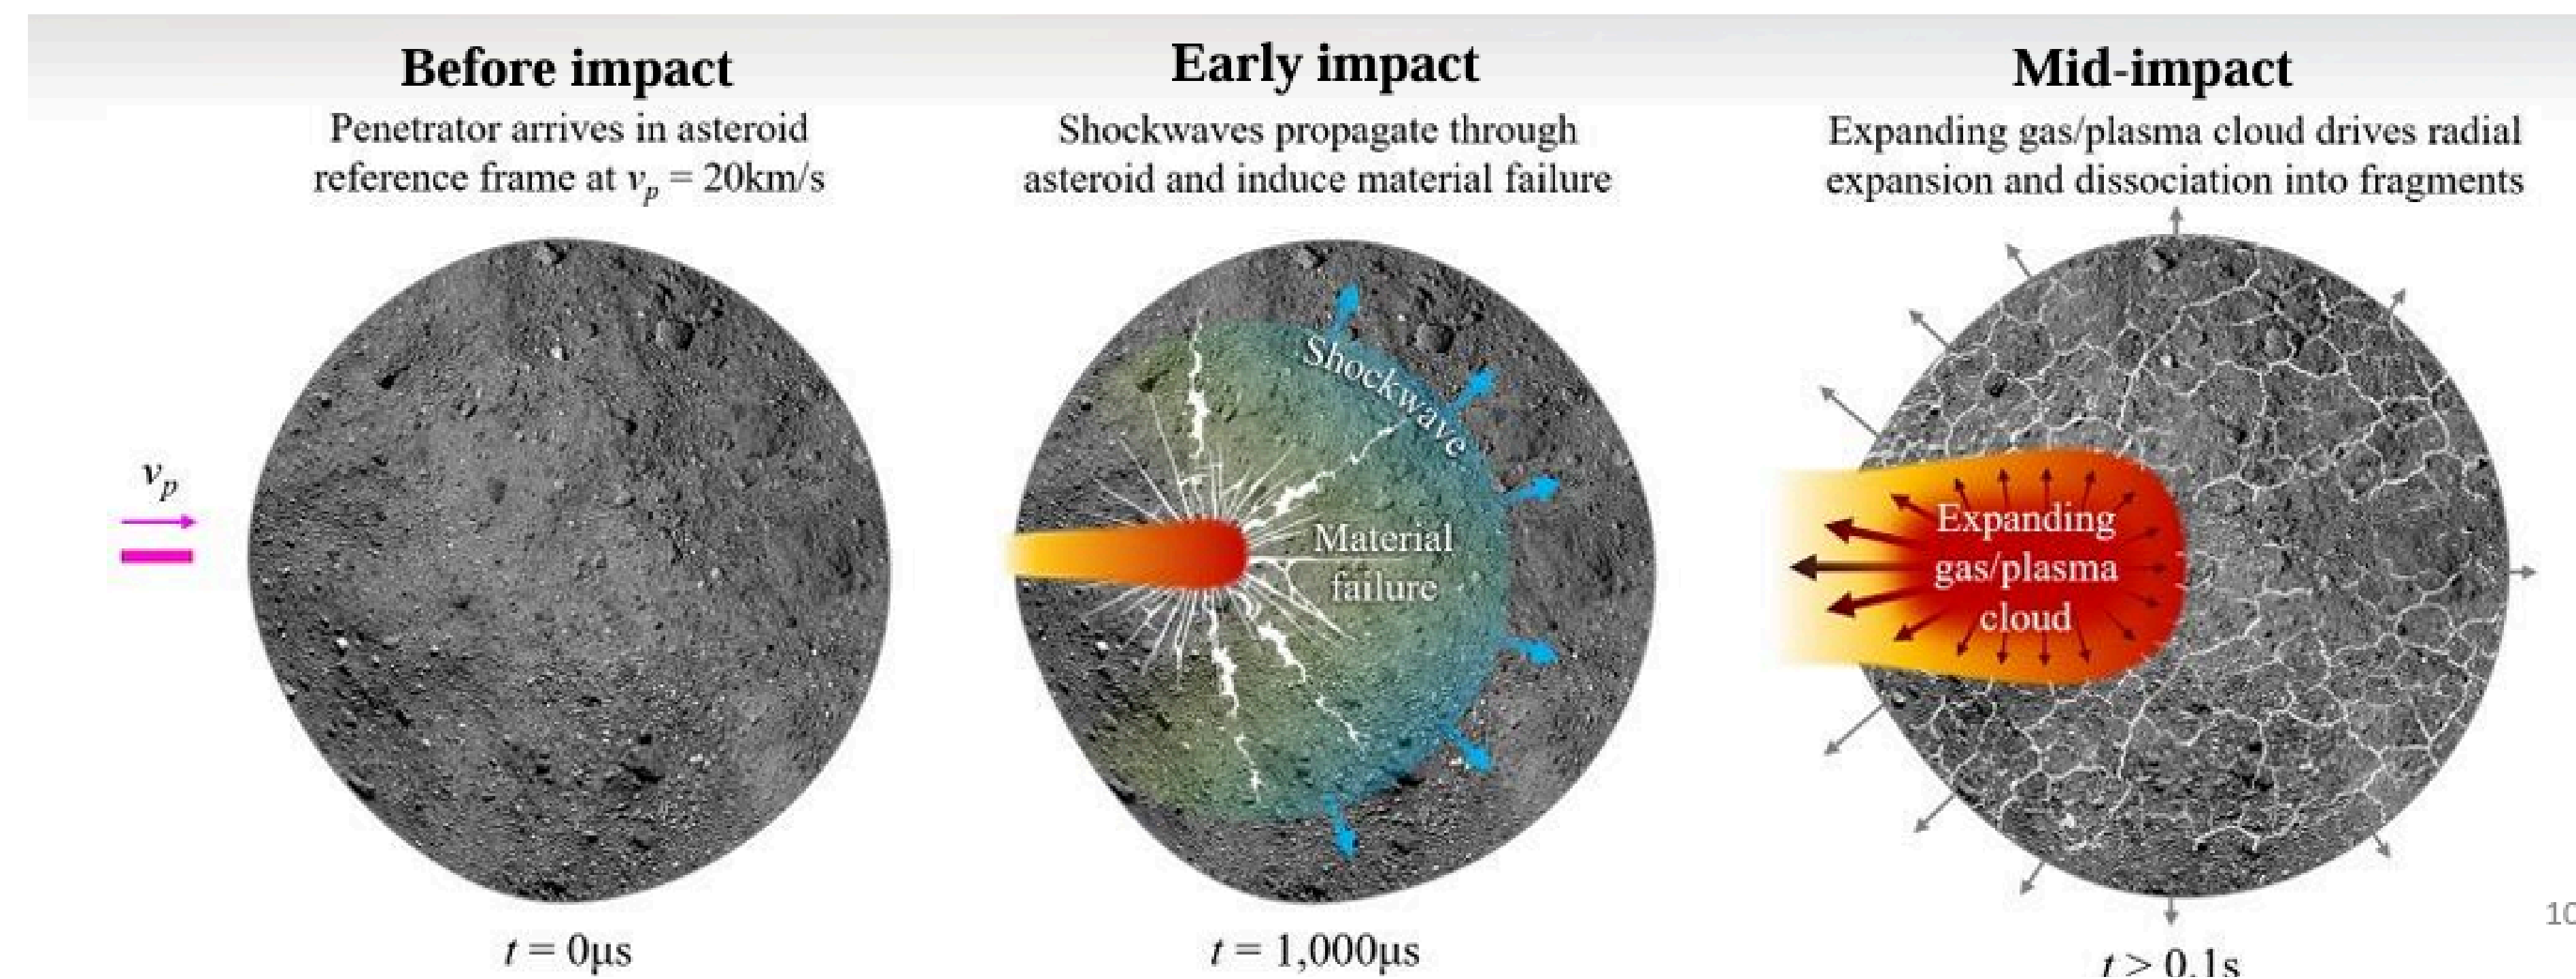 Before impact
Penetrator arrives in asteroid
reference frame at vₚ = 20km/s
vₚ
t = 0μs
Early impact
Shockwaves propagate through
asteroid and induce material failure
Shockwave
Material
failure
t = 1,000μs
Mid-impact
Expanding gas/plasma cloud drives radial
expansion and dissociation into fragments
Expanding
gas/plasma
cloud
t > 0.1s
10